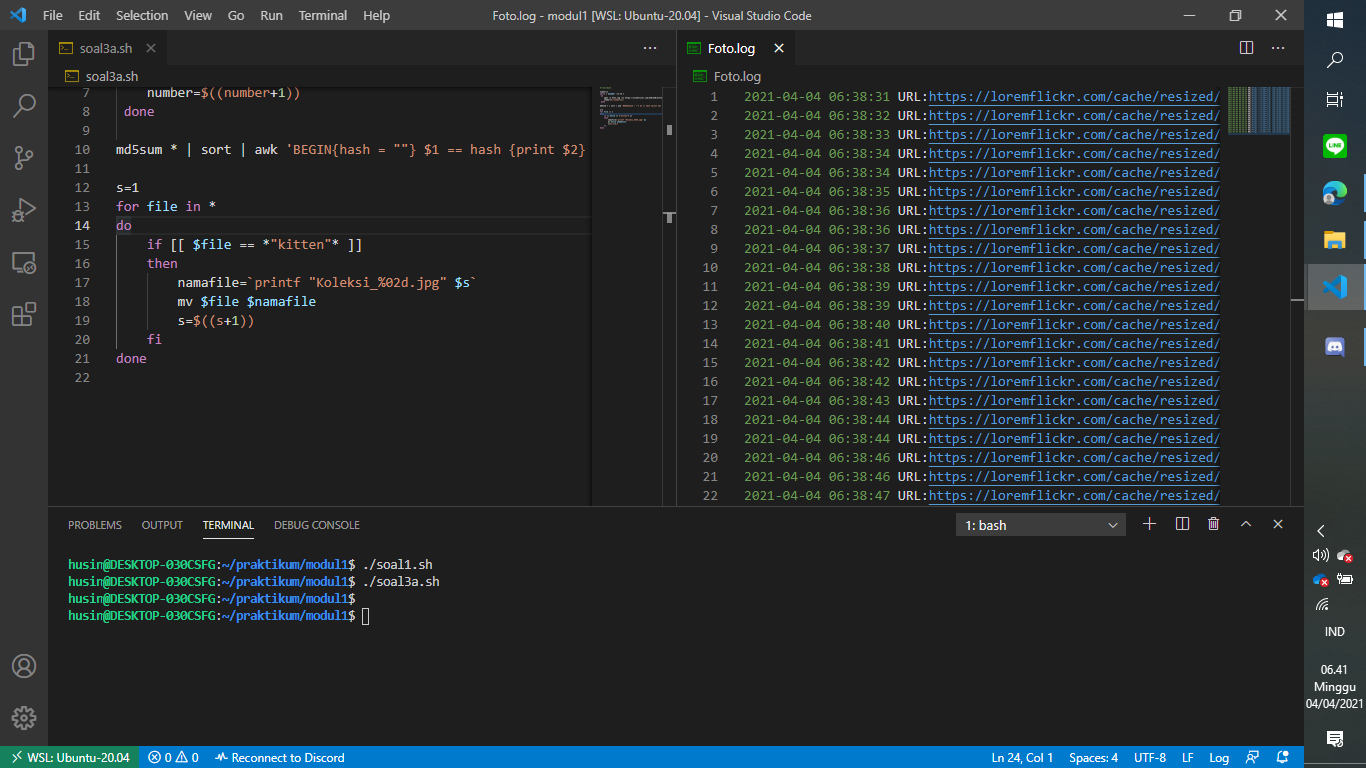 File Edit Selection View Go Run Terminal Help Foto.log - modul1 [WSL: Ubuntu-20.04] - Visual Studio Code
soal3a.sh
soal3a.sh
7 number=$((number+1))
8 done
9
10 md5sum * | sort | awk 'BEGIN{hash = ""} $1 == hash {print $2}
11
12 s=1
13 for file in *
14 do
15 if [[ $file == *"kitten"* ]]
16 then
17 namafile=`printf "Koleksi_%02d.jpg" $s`
18 mv $file $namafile
19 s=$((s+1))
20 fi
21 done
22
Foto.log
Foto.log
1 2021-04-04 06:38:31 URL:https://loremflickr.com/cache/resized/
2 2021-04-04 06:38:32 URL:https://loremflickr.com/cache/resized/
3 2021-04-04 06:38:33 URL:https://loremflickr.com/cache/resized/
4 2021-04-04 06:38:34 URL:https://loremflickr.com/cache/resized/
5 2021-04-04 06:38:34 URL:https://loremflickr.com/cache/resized/
6 2021-04-04 06:38:35 URL:https://loremflickr.com/cache/resized/
7 2021-04-04 06:38:36 URL:https://loremflickr.com/cache/resized/
8 2021-04-04 06:38:36 URL:https://loremflickr.com/cache/resized/
9 2021-04-04 06:38:37 URL:https://loremflickr.com/cache/resized/
10 2021-04-04 06:38:38 URL:https://loremflickr.com/cache/resized/
11 2021-04-04 06:38:39 URL:https://loremflickr.com/cache/resized/
12 2021-04-04 06:38:39 URL:https://loremflickr.com/cache/resized/
13 2021-04-04 06:38:40 URL:https://loremflickr.com/cache/resized/
14 2021-04-04 06:38:41 URL:https://loremflickr.com/cache/resized/
15 2021-04-04 06:38:42 URL:https://loremflickr.com/cache/resized/
16 2021-04-04 06:38:42 URL:https://loremflickr.com/cache/resized/
17 2021-04-04 06:38:43 URL:https://loremflickr.com/cache/resized/
18 2021-04-04 06:38:44 URL:https://loremflickr.com/cache/resized/
19 2021-04-04 06:38:44 URL:https://loremflickr.com/cache/resized/
20 2021-04-04 06:38:46 URL:https://loremflickr.com/cache/resized/
21 2021-04-04 06:38:46 URL:https://loremflickr.com/cache/resized/
22 2021-04-04 06:38:47 URL:https://loremflickr.com/cache/resized/
PROBLEMS OUTPUT TERMINAL DEBUG CONSOLE 1: bash
husin@DESKTOP-030CSFG:~/praktikum/modul1$ ./soal1.sh
husin@DESKTOP-030CSFG:~/praktikum/modul1$ ./soal3a.sh
husin@DESKTOP-030CSFG:~/praktikum/modul1$
husin@DESKTOP-030CSFG:~/praktikum/modul1$
WSL: Ubuntu-20.04 0 0 Reconnect to Discord Ln 24, Col 1 Spaces: 4 UTF-8 LF Log
LINE
IND
06.41
Minggu
04/04/2021